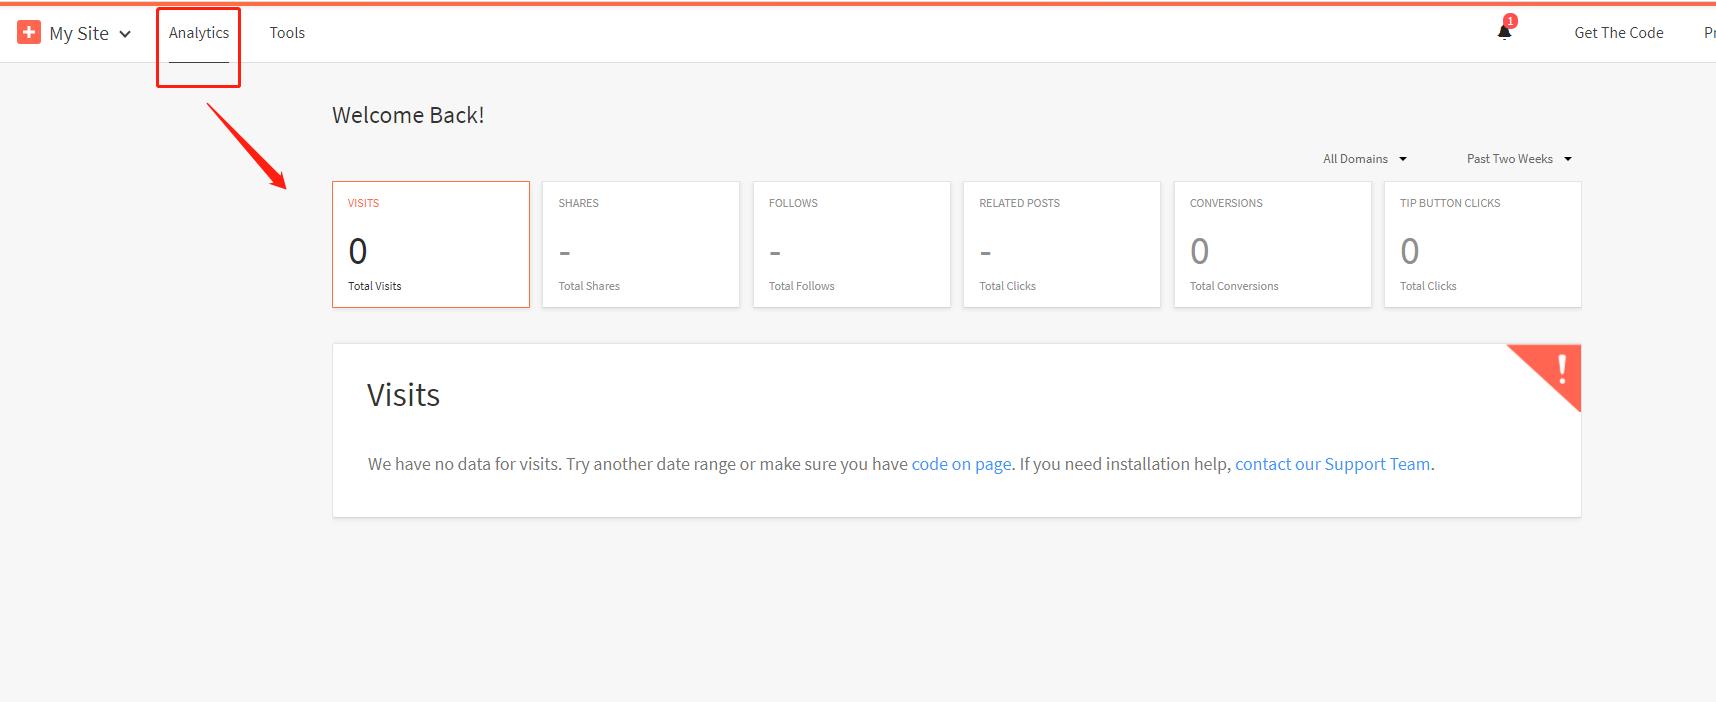 My Site Analytics Tools 1 Get The Code
Welcome Back!
All Domains Past Two Weeks
VISITS SHARES FOLLOWS RELATED POSTS CONVERSIONS TIP BUTTON CLICKS
0 - - - 0 0
Total Visits Total Shares Total Follows Total Clicks Total Conversions Total Clicks
Visits
We have no data for visits. Try another date range or make sure you have code on page. If you need installation help, contact our Support Team.